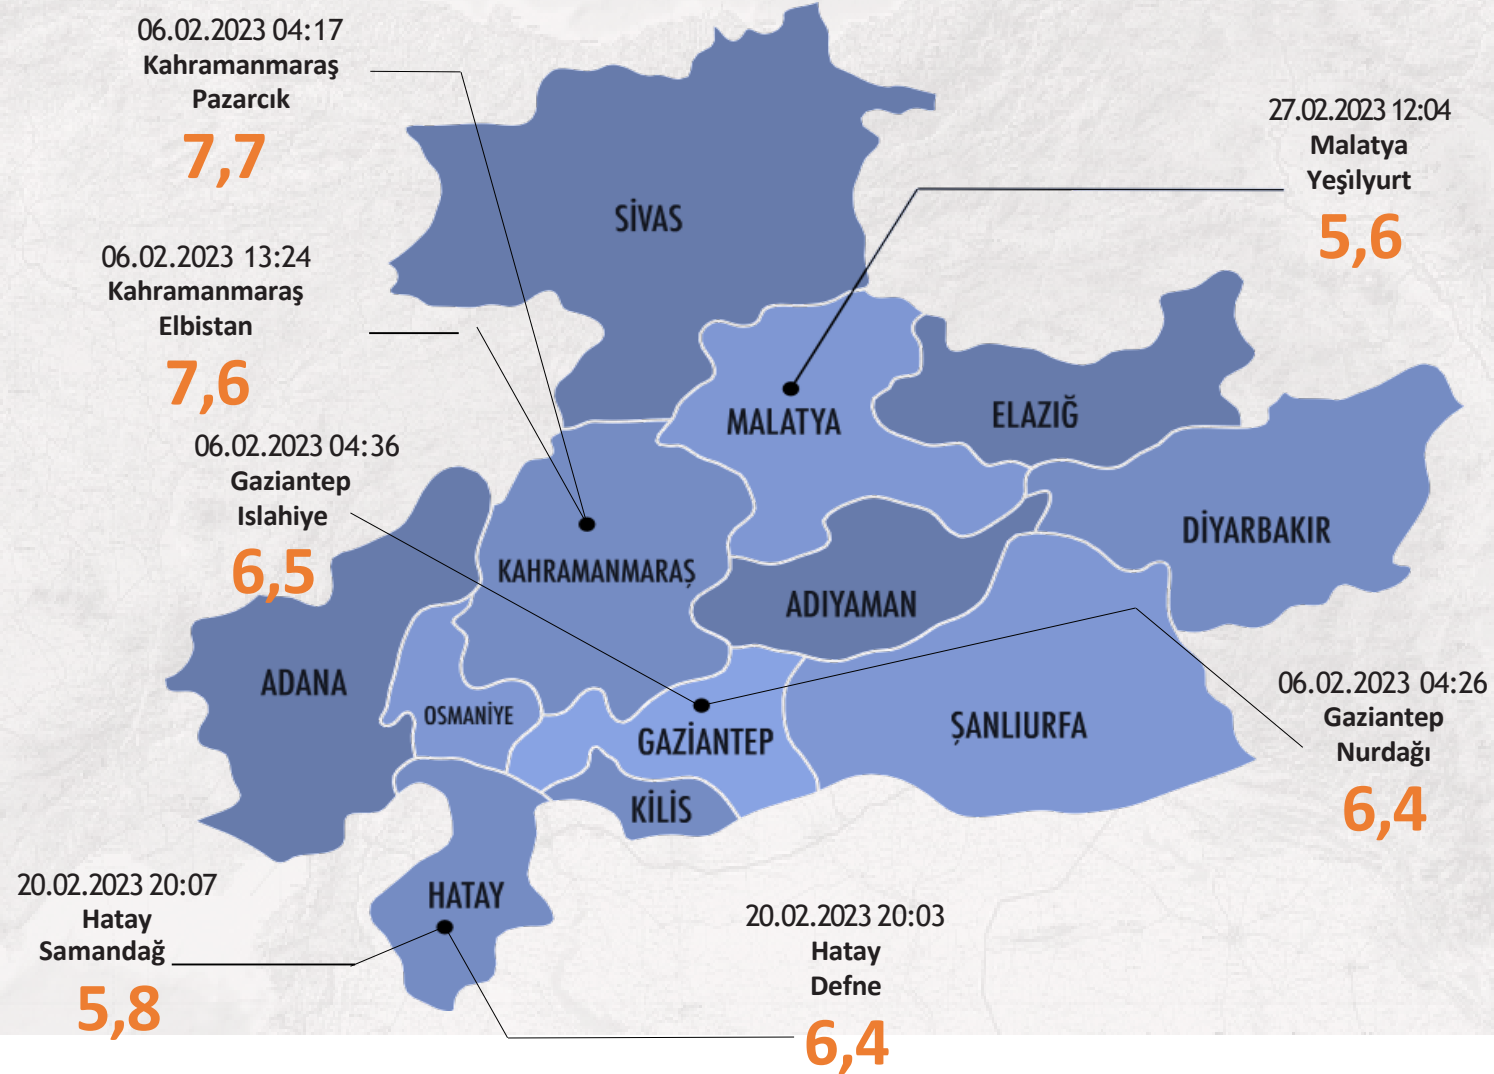 06.02.2023 04:17
Kahramanmaraş
Pazarcık
7,7
27.02.2023 12:04
Malatya
Yeşilyurt
5,6
06.02.2023 13:24
Kahramanmaraş
Elbistan
7,6
06.02.2023 04:36
Gaziantep
Islahiye
6,5
SİVAS
MALATYA
ELAZIĞ
DİYARBAKIR
KAHRAMANMARAŞ
ADIYAMAN
ADANA
OSMANİYE
GAZİANTEP
ŞANLIURFA
KİLİS
HATAY
06.02.2023 04:26
Gaziantep
Nurdağı
6,4
20.02.2023 20:07
Hatay
Samandağ
5,8
20.02.2023 20:03
Hatay
Defne
6,4